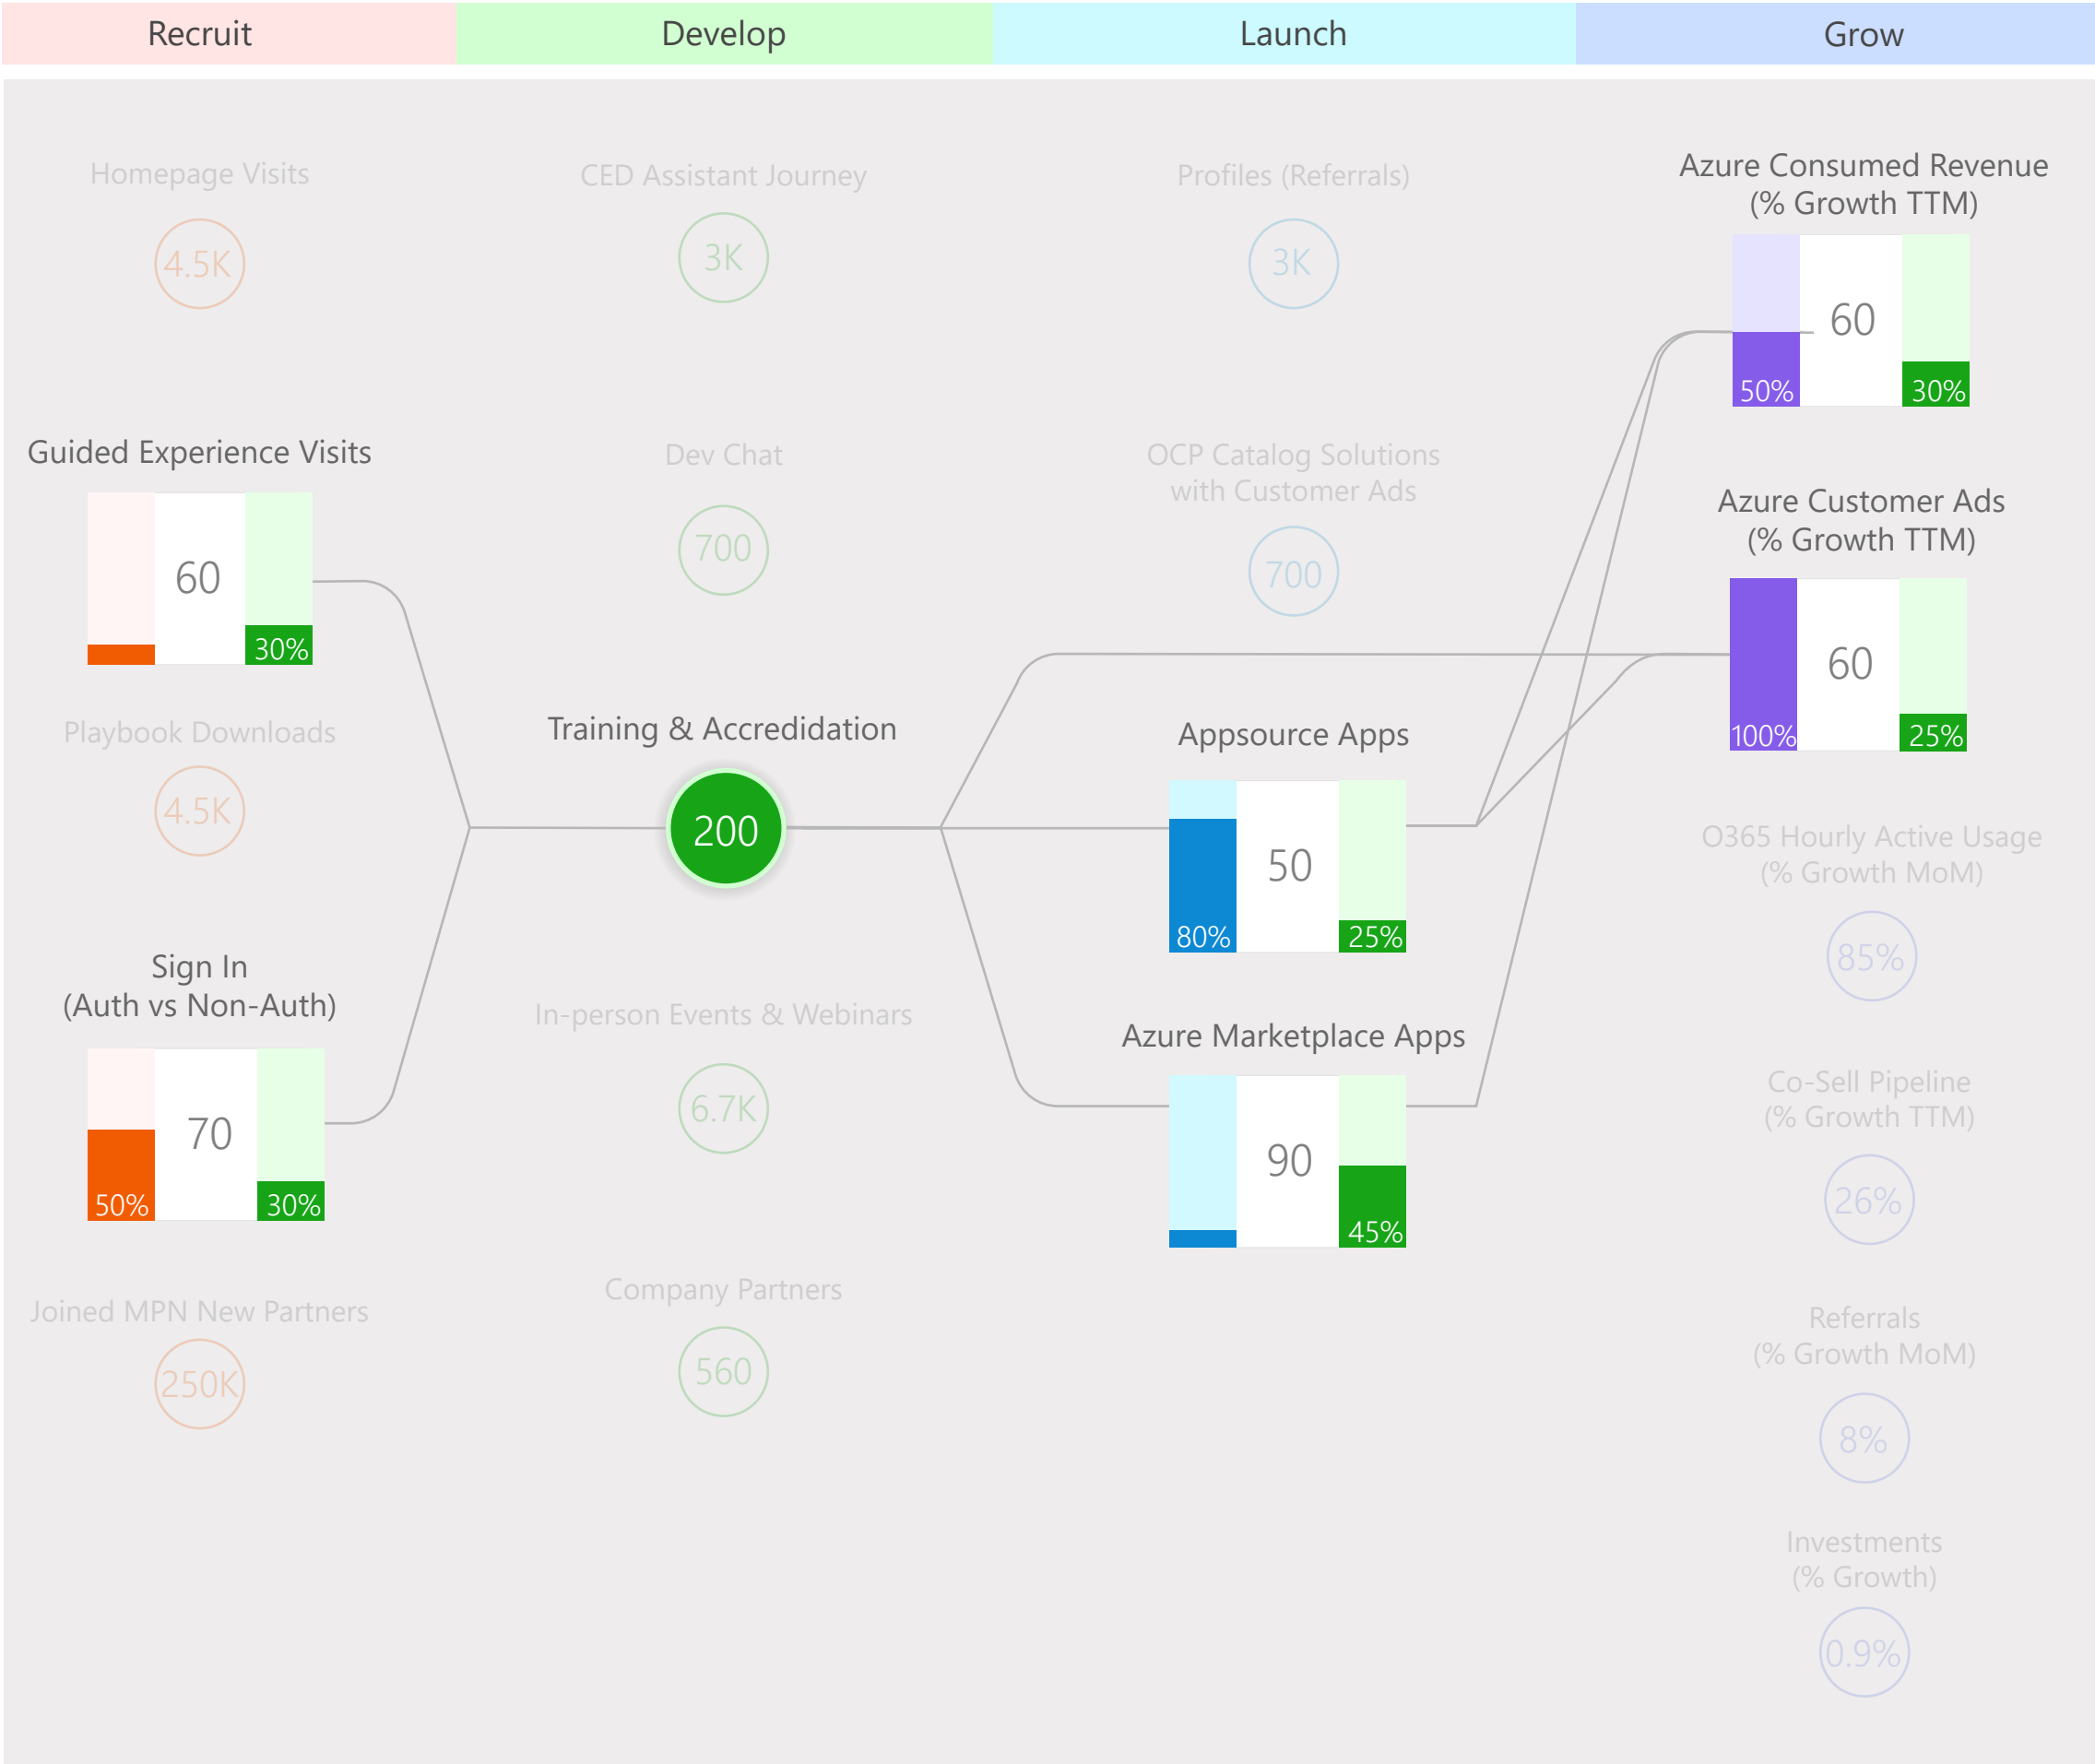 Recruit
Develop
Launch
Grow
Homepage Visits
4.5K
Guided Experience Visits
60
30%
Playbook Downloads
4.5K
Sign In
(Auth vs Non-Auth)
70
50%
30%
Joined MPN New Partners
250K
CED Assistant Journey
3K
Dev Chat
700
Training & Accredidation
200
In-person Events & Webinars
6.7K
Company Partners
560
Profiles (Referrals)
3K
OCP Catalog Solutions
with Customer Ads
700
Appsource Apps
50
80%
25%
Azure Marketplace Apps
90
45%
Azure Consumed Revenue
(% Growth TTM)
60
50%
30%
Azure Customer Ads
(% Growth TTM)
60
100%
25%
O365 Hourly Active Usage
(% Growth MoM)
85%
Co-Sell Pipeline
(% Growth TTM)
26%
Referrals
(% Growth MoM)
8%
Investments
(% Growth)
0.9%